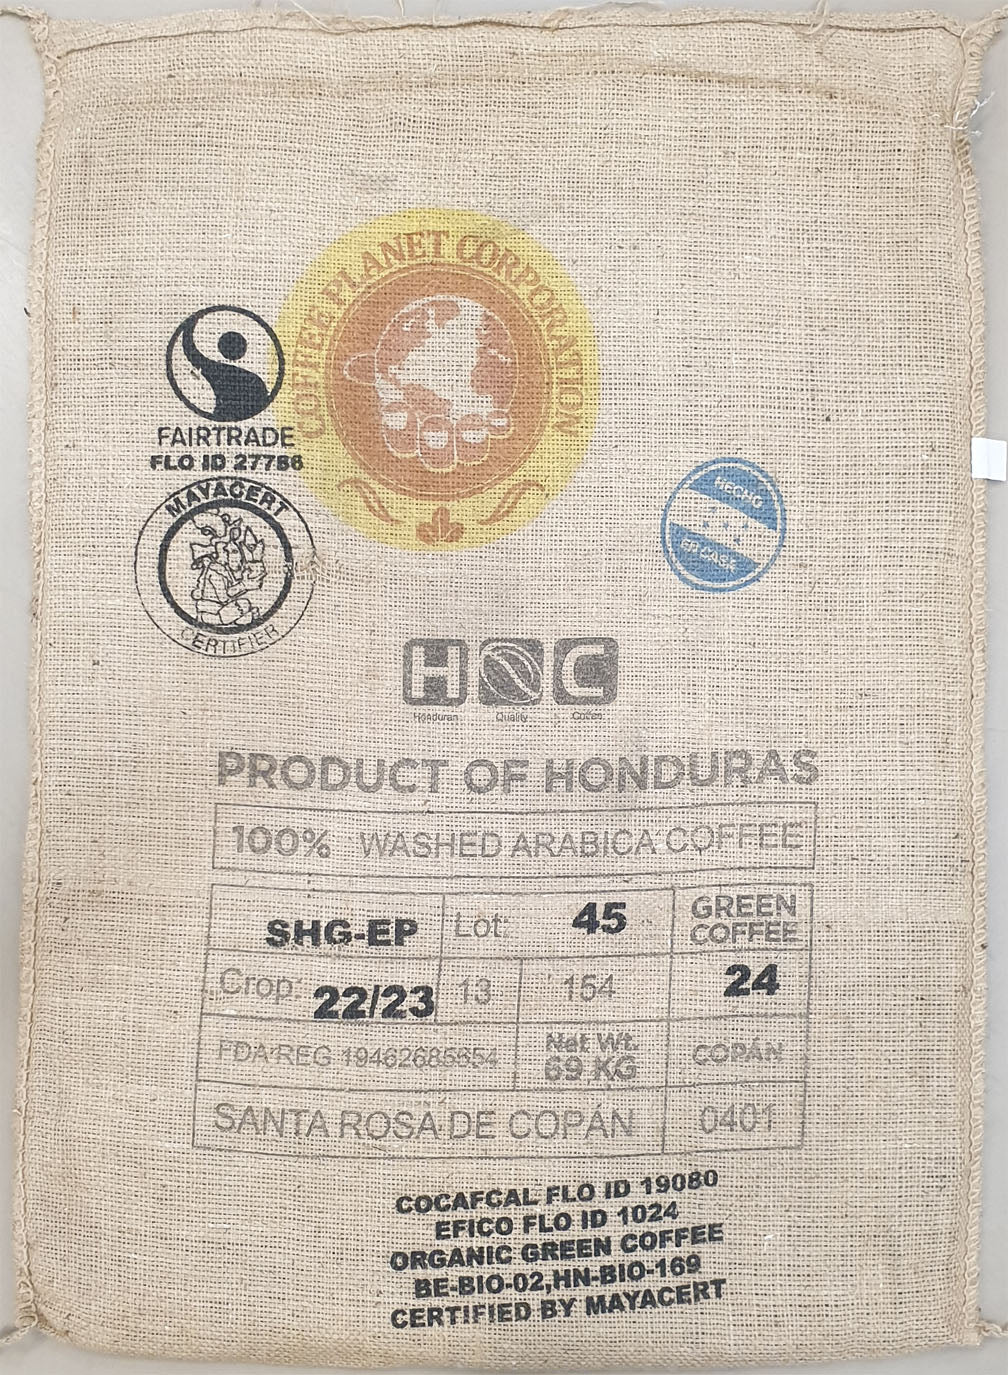 COFFEE PLANET CORPORATION
FAIRTRADE
FLO ID 27786
MAYACERT
CERTIFIER
HECHO
EN CASA
H Q C
Honduran Quality Coffee
PRODUCT OF HONDURAS
100% WASHED ARABICA COFFEE
SHG-EP Lot: 45 GREEN COFFEE
Crop: 22/23 13 154 24
FDA REG 19462685654 Net Wt. 69 KG COPÁN
SANTA ROSA DE COPÁN 0401
COCAFCAL FLO ID 19080
EFICO FLO ID 1024
ORGANIC GREEN COFFEE
BE-BIO-02,HN-BIO-169
CERTIFIED BY MAYACERT